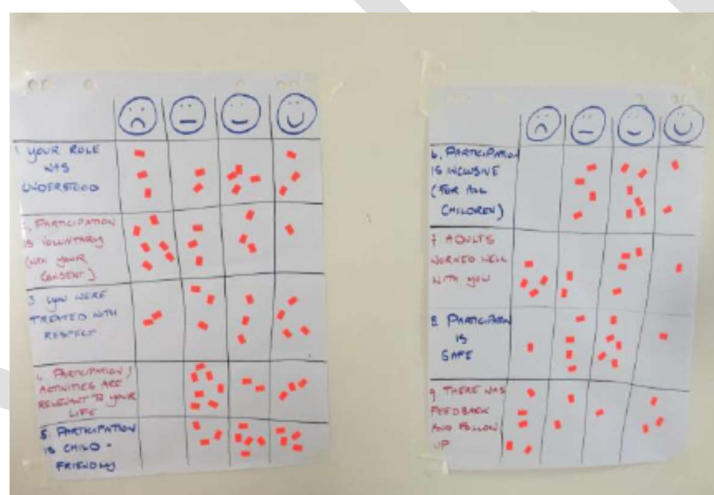 1. YOUR ROLE
WAS
UNDERSTOOD
2. PARTICIPATION
IS VOLUNTARY
(WITH YOUR
CONSENT)
3 YOU WERE
TREATED WITH
RESPECT
4. PARTICIPATION /
ACTIVITIES ARE
RELEVANT TO YOUR
LIFE
5. PARTICIPATION
IS CHILD-
FRIENDLY
6. PARTICIPATION
IS INCLUSIVE
(FOR ALL
CHILDREN)
7 ADULTS
WORKED WELL
WITH YOU
8. PARTICIPATION
IS
SAFE
9. THERE WAS
FEEDBACK
AND FOLLOW
UP